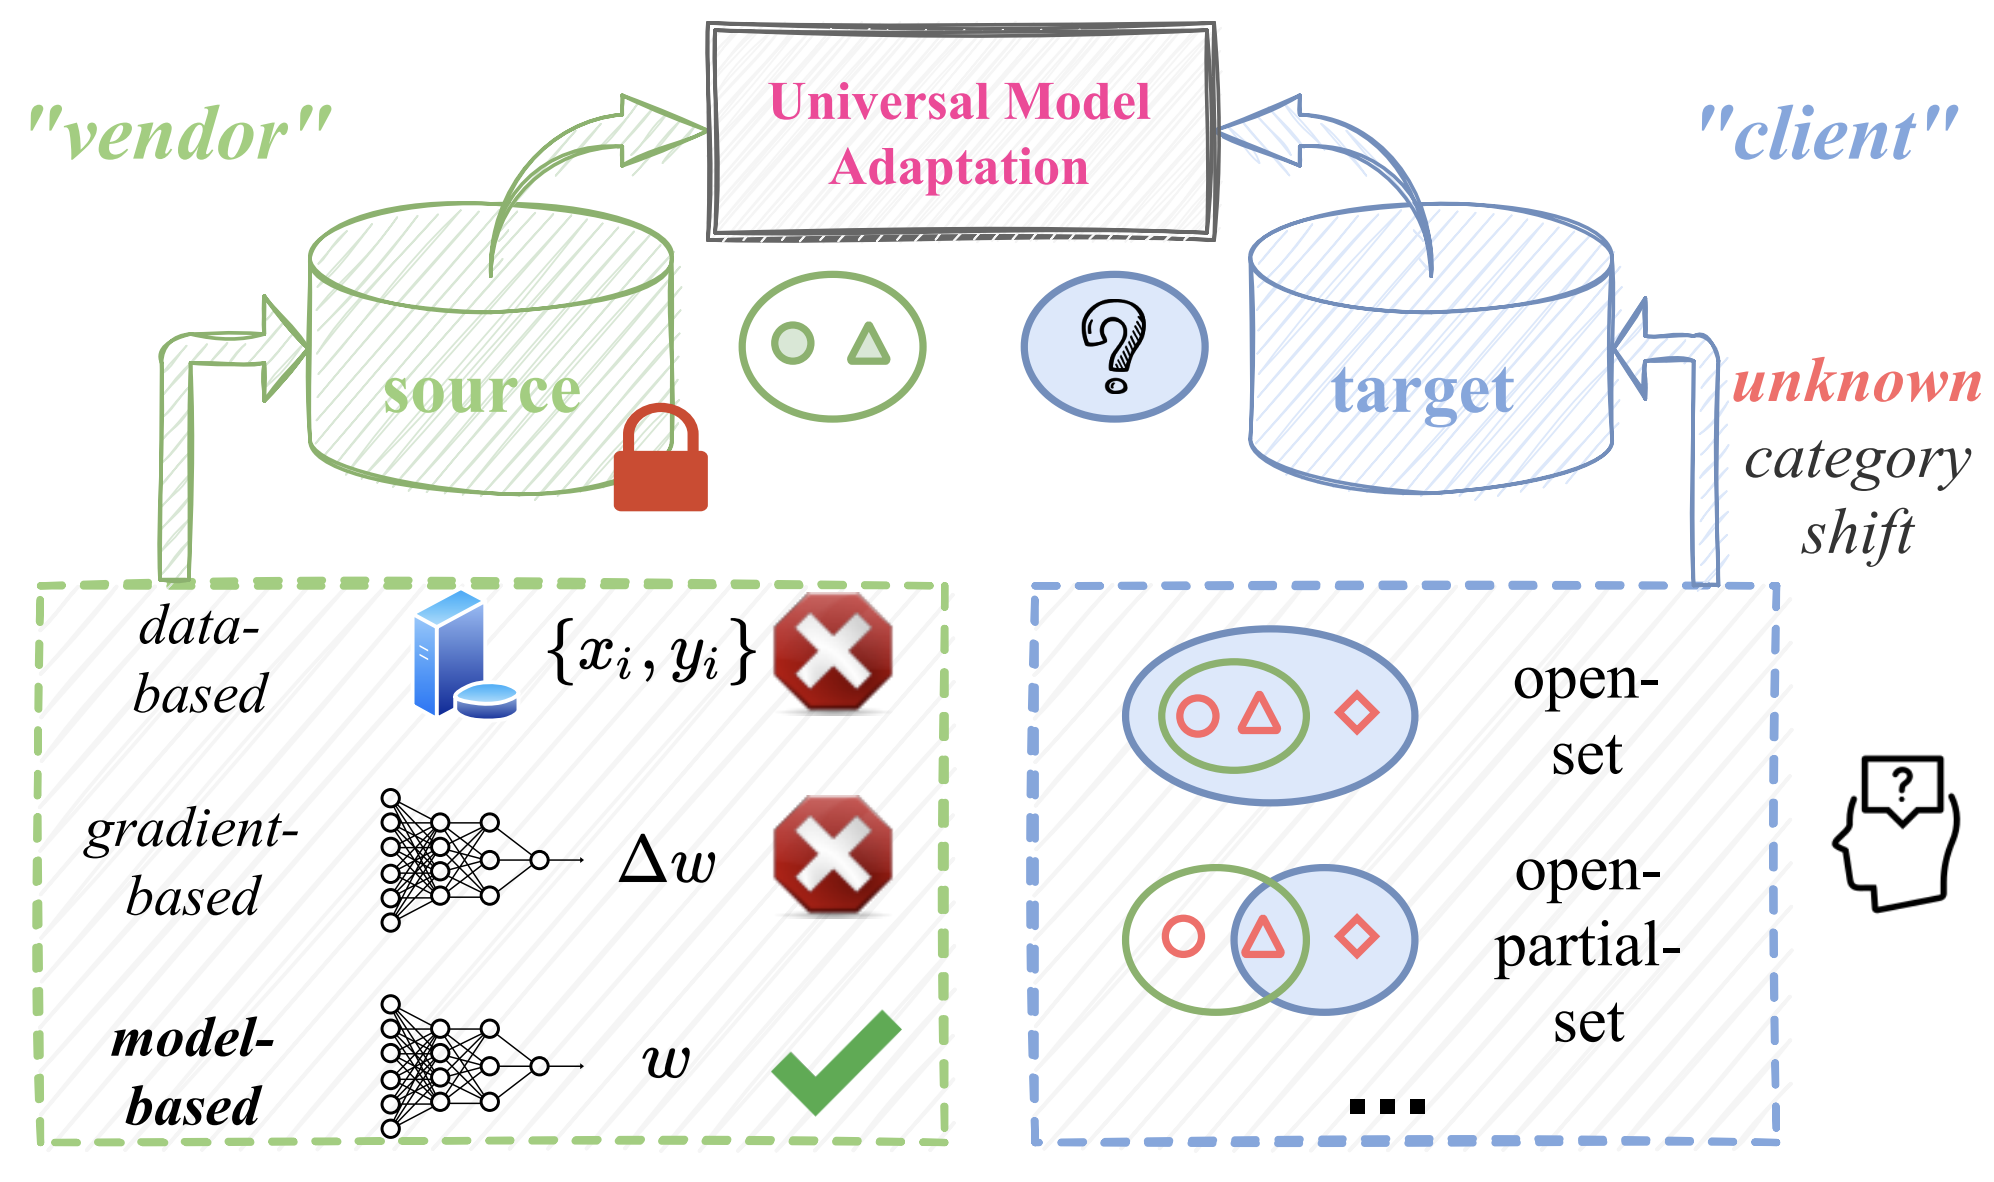 Universal Model
Adaptation
"vendor"
"client"
source
target
?
unknown
category
shift
data-
based
{x_i, y_i}
gradient-
based
Δw
model-
based
w
open-
set
open-
partial-
set
...
?